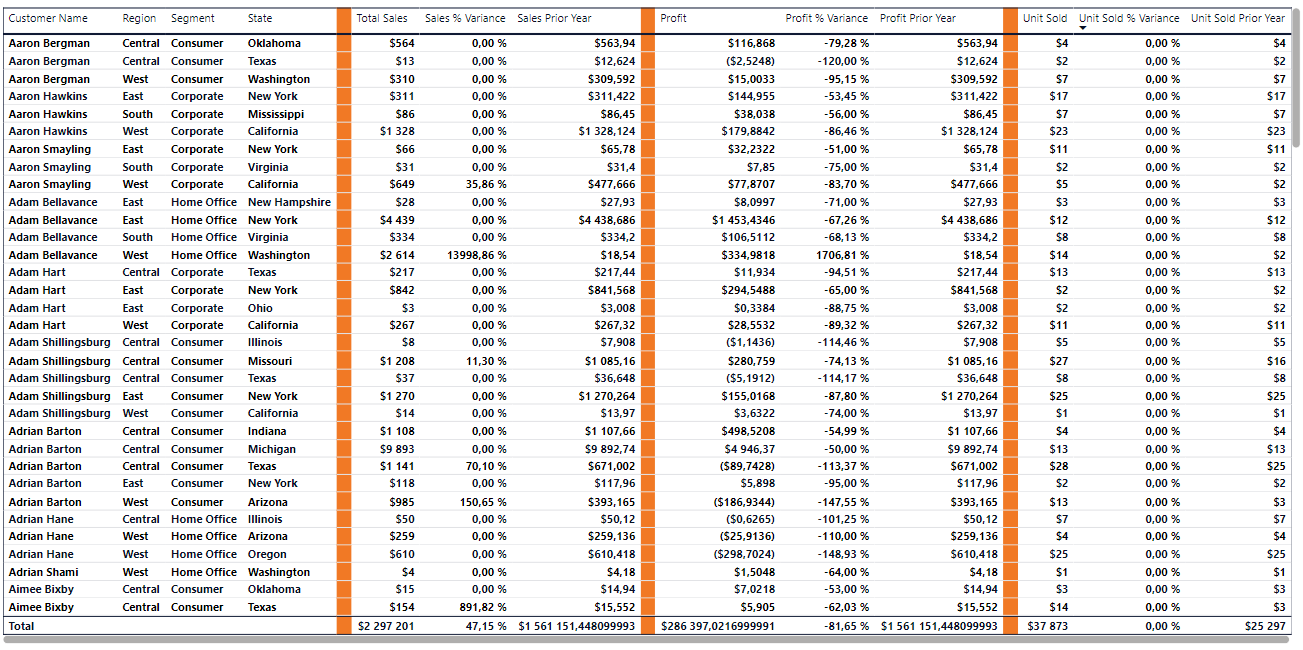 Customer Name Region Segment State Total Sales Sales % Variance Sales Prior Year Profit Profit % Variance Profit Prior Year Unit Sold Unit Sold % Variance Unit Sold Prior Year
Aaron Bergman Central Consumer Oklahoma $564 0,00 % $563,94 $116,868 -79,28 % $563,94 $4 0,00 % $4
Aaron Bergman Central Consumer Texas $13 0,00 % $12,624 ($2,5248) -120,00 % $12,624 $2 0,00 % $2
Aaron Bergman West Consumer Washington $310 0,00 % $309,592 $15,0033 -95,15 % $309,592 $7 0,00 % $7
Aaron Hawkins East Corporate New York $311 0,00 % $311,422 $144,955 -53,45 % $311,422 $17 0,00 % $17
Aaron Hawkins South Corporate Mississippi $86 0,00 % $86,45 $38,038 -56,00 % $86,45 $7 0,00 % $7
Aaron Hawkins West Corporate California $1 328 0,00 % $1 328,124 $179,8842 -86,46 % $1 328,124 $23 0,00 % $23
Aaron Smayling East Corporate New York $66 0,00 % $65,78 $32,2322 -51,00 % $65,78 $11 0,00 % $11
Aaron Smayling South Corporate Virginia $31 0,00 % $31,4 $7,85 -75,00 % $31,4 $2 0,00 % $2
Aaron Smayling West Corporate California $649 35,86 % $477,666 $77,8707 -83,70 % $477,666 $5 0,00 % $2
Adam Bellavance East Home Office New Hampshire $28 0,00 % $27,93 $8,0997 -71,00 % $27,93 $3 0,00 % $3
Adam Bellavance East Home Office New York $4 439 0,00 % $4 438,686 $1 453,4346 -67,26 % $4 438,686 $12 0,00 % $12
Adam Bellavance South Home Office Virginia $334 0,00 % $334,2 $106,5112 -68,13 % $334,2 $8 0,00 % $8
Adam Bellavance West Home Office Washington $2 614 13998,86 % $18,54 $334,9818 1706,81 % $18,54 $14 0,00 % $2
Adam Hart Central Corporate Texas $217 0,00 % $217,44 $11,934 -94,51 % $217,44 $13 0,00 % $13
Adam Hart East Corporate New York $842 0,00 % $841,568 $294,5488 -65,00 % $841,568 $2 0,00 % $2
Adam Hart East Corporate Ohio $3 0,00 % $3,008 $0,3384 -88,75 % $3,008 $2 0,00 % $2
Adam Hart West Corporate California $267 0,00 % $267,32 $28,5532 -89,32 % $267,32 $11 0,00 % $11
Adam Shillingsburg Central Consumer Illinois $8 0,00 % $7,908 ($1,1436) -114,46 % $7,908 $5 0,00 % $5
Adam Shillingsburg Central Consumer Missouri $1 208 11,30 % $1 085,16 $280,759 -74,13 % $1 085,16 $27 0,00 % $16
Adam Shillingsburg Central Consumer Texas $37 0,00 % $36,648 ($5,1912) -114,17 % $36,648 $8 0,00 % $8
Adam Shillingsburg East Consumer New York $1 270 0,00 % $1 270,264 $155,0168 -87,80 % $1 270,264 $25 0,00 % $25
Adam Shillingsburg West Consumer California $14 0,00 % $13,97 $3,6322 -74,00 % $13,97 $1 0,00 % $1
Adrian Barton Central Consumer Indiana $1 108 0,00 % $1 107,66 $498,5208 -54,99 % $1 107,66 $4 0,00 % $4
Adrian Barton Central Consumer Michigan $9 893 0,00 % $9 892,74 $4 946,37 -50,00 % $9 892,74 $13 0,00 % $13
Adrian Barton Central Consumer Texas $1 141 70,10 % $671,002 ($89,7428) -113,37 % $671,002 $28 0,00 % $25
Adrian Barton East Consumer New York $118 0,00 % $117,96 $5,898 -95,00 % $117,96 $2 0,00 % $2
Adrian Barton West Consumer Arizona $985 150,65 % $393,165 ($186,9344) -147,55 % $393,165 $13 0,00 % $3
Adrian Hane Central Home Office Illinois $50 0,00 % $50,12 ($0,6265) -101,25 % $50,12 $7 0,00 % $7
Adrian Hane West Home Office Arizona $259 0,00 % $259,136 ($25,9136) -110,00 % $259,136 $4 0,00 % $4
Adrian Hane West Home Office Oregon $610 0,00 % $610,418 ($298,7024) -148,93 % $610,418 $25 0,00 % $25
Adrian Shami West Home Office Washington $4 0,00 % $4,18 $1,5048 -64,00 % $4,18 $1 0,00 % $1
Aimee Bixby Central Consumer Oklahoma $15 0,00 % $14,94 $7,0218 -53,00 % $14,94 $3 0,00 % $3
Aimee Bixby Central Consumer Texas $154 891,82 % $15,552 $5,905 -62,03 % $15,552 $14 0,00 % $3
Total $2 297 201 47,15 % $1 561 151,448099993 $286 397,0216999991 -81,65 % $1 561 151,448099993 $37 873 0,00 % $25 297